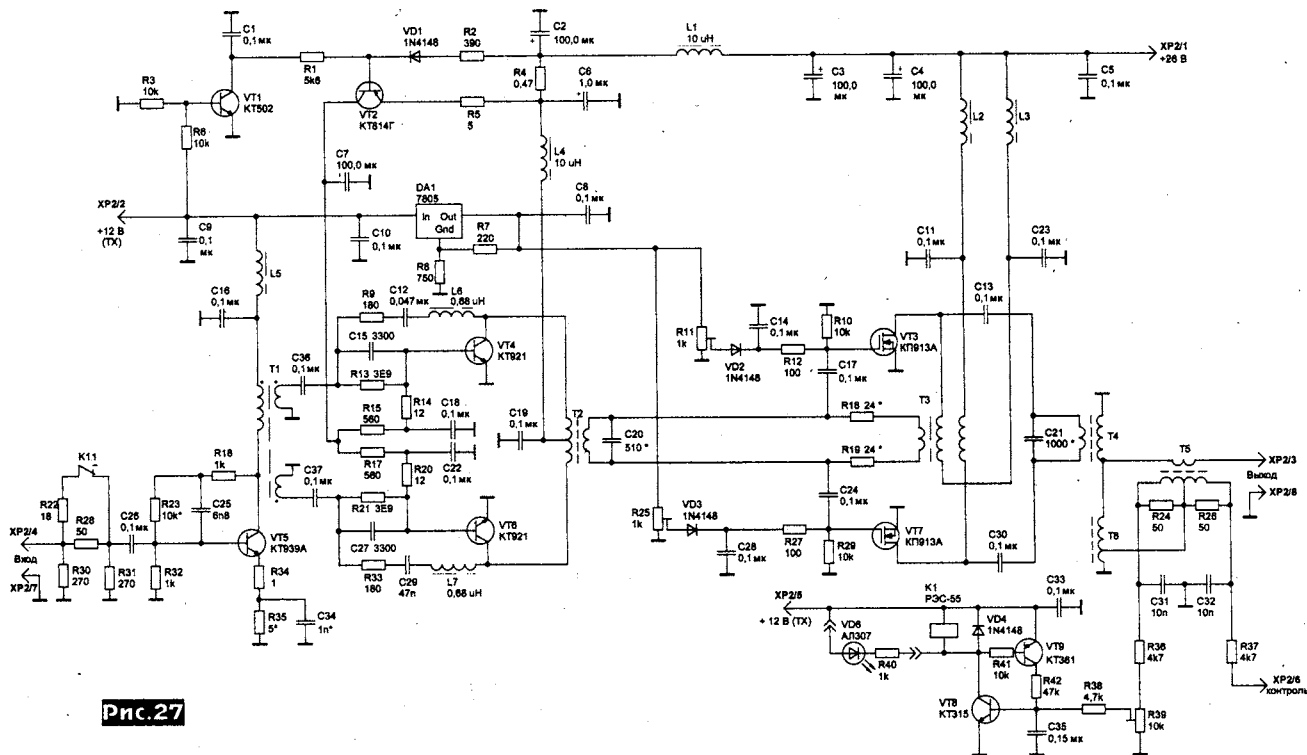 C1
0,1 мк
VD1
1N4148
R2
390
C2
100,0 мк
L1
10 uH
XP2/1
+26 В
R1
5k6
R4
0,47
C6
1,0 мк
C3
100,0
мк
C4
100,0
мк
C5
0,1 мк
R3
10k
VT1
КТ502
R6
10k
VT2
КТ814Г
R5
5
L2
L3
L4
10 uH
C7
100,0 мк
DA1
7805
In
Out
Gnd
C8
0,1 мк
XP2/2
+12 В
(TX)
C9
0,1
мк
C10
0,1 мк
R7
220
R8
750
C11
0,1 мк
C23
0,1 мк
L5
C16
0,1 мк
R9
180
C12
0,047 мк
L6
0,68 uH
C13
0,1 мк
C15 3300
VT4
КТ921
R11
1k
C14
0,1 мк
R10
10k
VT3
КП913А
VD2
1N4148
R12
100
C17
0,1 мк
C36
0,1 мк
T1
R13 3E9
R14
12
R15
560
C18
0,1 мк
C19
0,1 мк
T2
C20
510 *
R18 24 *
R19 24 *
T3
C21
1000 *
T4
T5
XP2/3
Выход
XP2/8
R17
560
C22
0,1 мк
R20
12
C37
0,1 мк
R21 3E9
C27 3300
VT6
КТ921
R33
180
C29
47n
L7
0,68 uH
K1.1
R18
1k
R22
18
R28
50
C26
0,1 мк
R23
10k*
C25
6n8
VT5
КТ939А
XP2/4
Вход
XP2/7
R30
270
R31
270
R32
1k
R34
1
R35
5*
C34
1n*
R25
1k
VD3
1N4148
C24
0,1 мк
VT7
КП913А
C28
0,1 мк
R27
100
R29
10k
C30
0,1 мк
R24
50
R26
50
T6
C31
10n
C32
10n
XP2/5
+ 12 В (TX)
K1
РЭС-55
C33
0,1 мк
VD6
АЛ307
R40
1k
VD4
1N4148
R41
10k
VT9
КТ361
R42
47k
VT8
КТ315
R38
4,7k
C35
0,15 мк
R36
4k7
R37
4k7
R39
10k
XP2/6
контроль
Рис.27